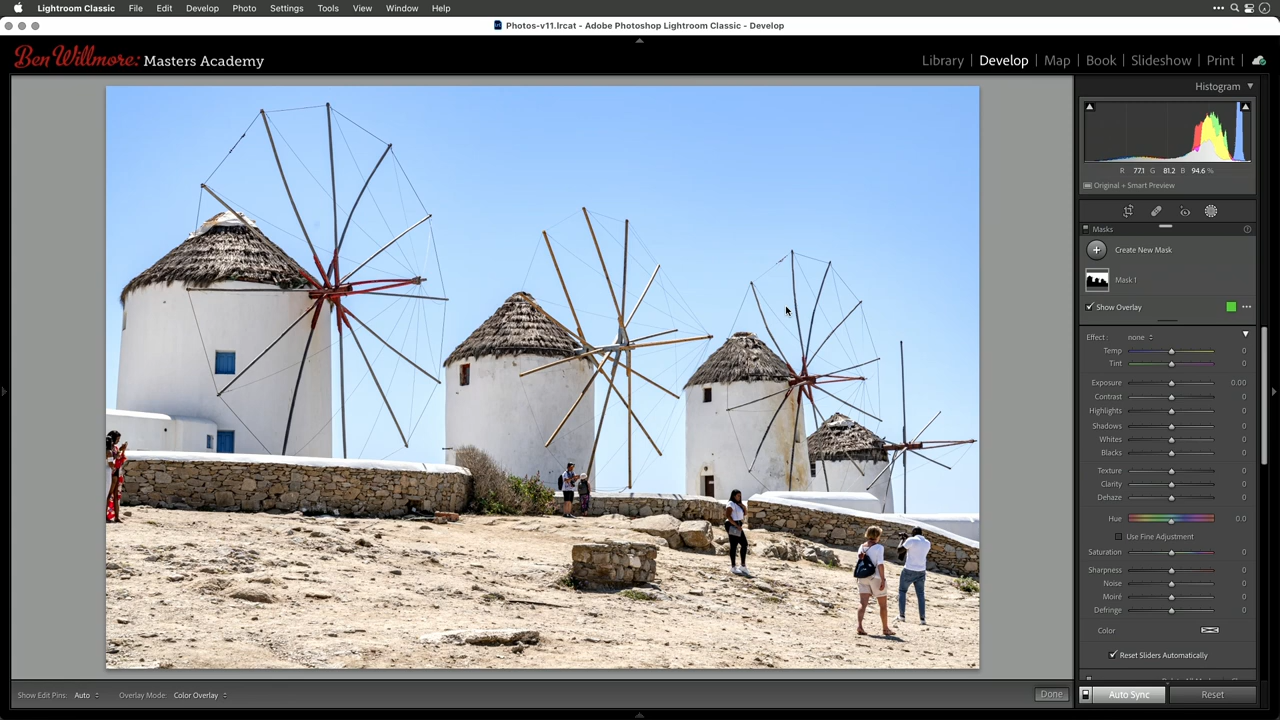 Lightroom Classic File Edit Develop Photo Settings Tools View Window Help
Photos-v11.lrcat - Adobe Photoshop Lightroom Classic - Develop
Ben Willmore: Masters Academy
Library | Develop | Map | Book | Slideshow | Print
Histogram
R 77.1 G 81.2 B 94.6 %
Original + Smart Preview
Masks
Create New Mask
Mask 1
Show Overlay
Effect : none
Temp 0
Tint 0
Exposure 0.00
Contrast 0
Highlights 0
Shadows 0
Whites 0
Blacks 0
Texture 0
Clarity 0
Dehaze 0
Hue 0.0
Use Fine Adjustment
Saturation 0
Sharpness 0
Noise 0
Moiré 0
Defringe 0
Color
Reset Sliders Automatically
Show Edit Pins: Auto Overlay Mode: Color Overlay Done
Auto Sync Reset